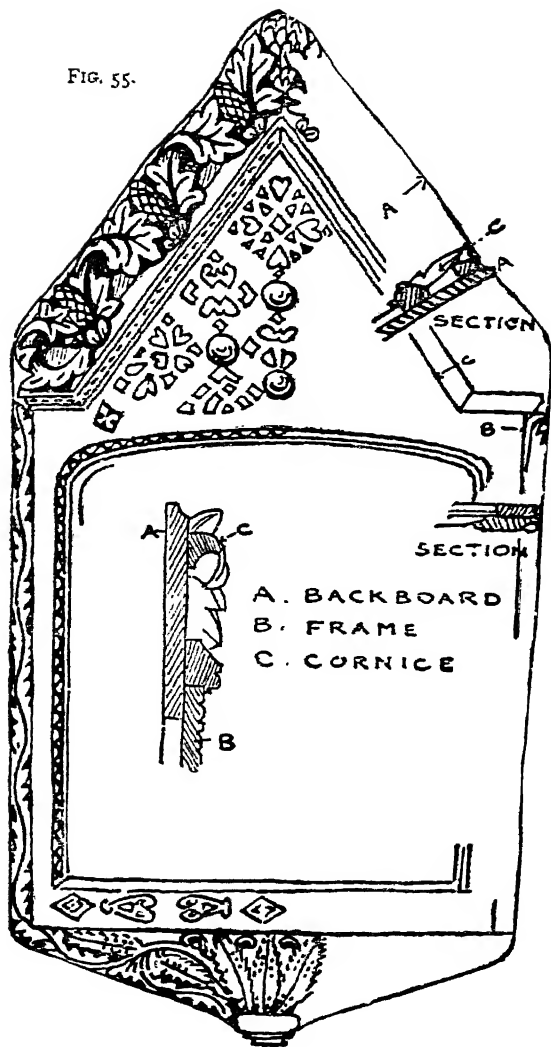 FIG. 55.
A
C
A
SECTION
C
B
SECTION
A
C
A. BACKBOARD
B. FRAME
C. CORNICE
B